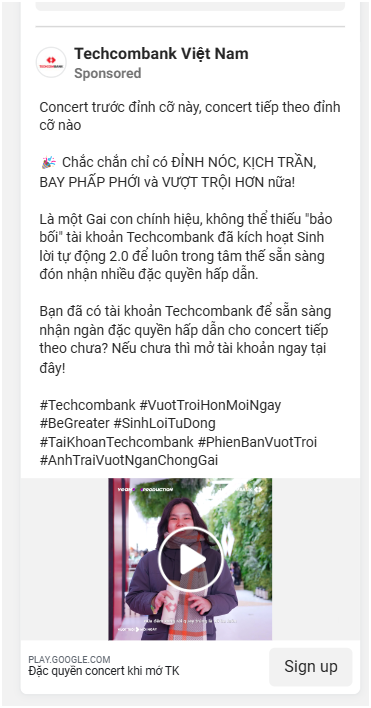 Techcombank Việt Nam
Sponsored
TECHCOMBANK
Concert trước đỉnh cỡ này, concert tiếp theo đỉnh
cỡ nào
🎉 Chắc chắn chỉ có ĐỈNH NÓC, KỊCH TRẦN,
BAY PHẤP PHỚI và VƯỢT TRỘI HƠN nữa!
Là một Gai con chính hiệu, không thể thiếu "bảo
bối" tài khoản Techcombank đã kích hoạt Sinh
lời tự động 2.0 để luôn trong tâm thế sẵn sàng
đón nhận nhiều đặc quyền hấp dẫn.
Bạn đã có tài khoản Techcombank để sẵn sàng
nhận ngàn đặc quyền hấp dẫn cho concert tiếp
theo chưa? Nếu chưa thì mở tài khoản ngay tại
đây!
#Techcombank #VuotTroiHonMoiNgay
#BeGreater #SinhLoiTuDong
#TaiKhoanTechcombank #PhienBanVuotTroi
#AnhTraiVuotNganChongGai
PRODUCTION
PLAY.GOOGLE.COM
Đặc quyền concert khi mở TK
Sign up